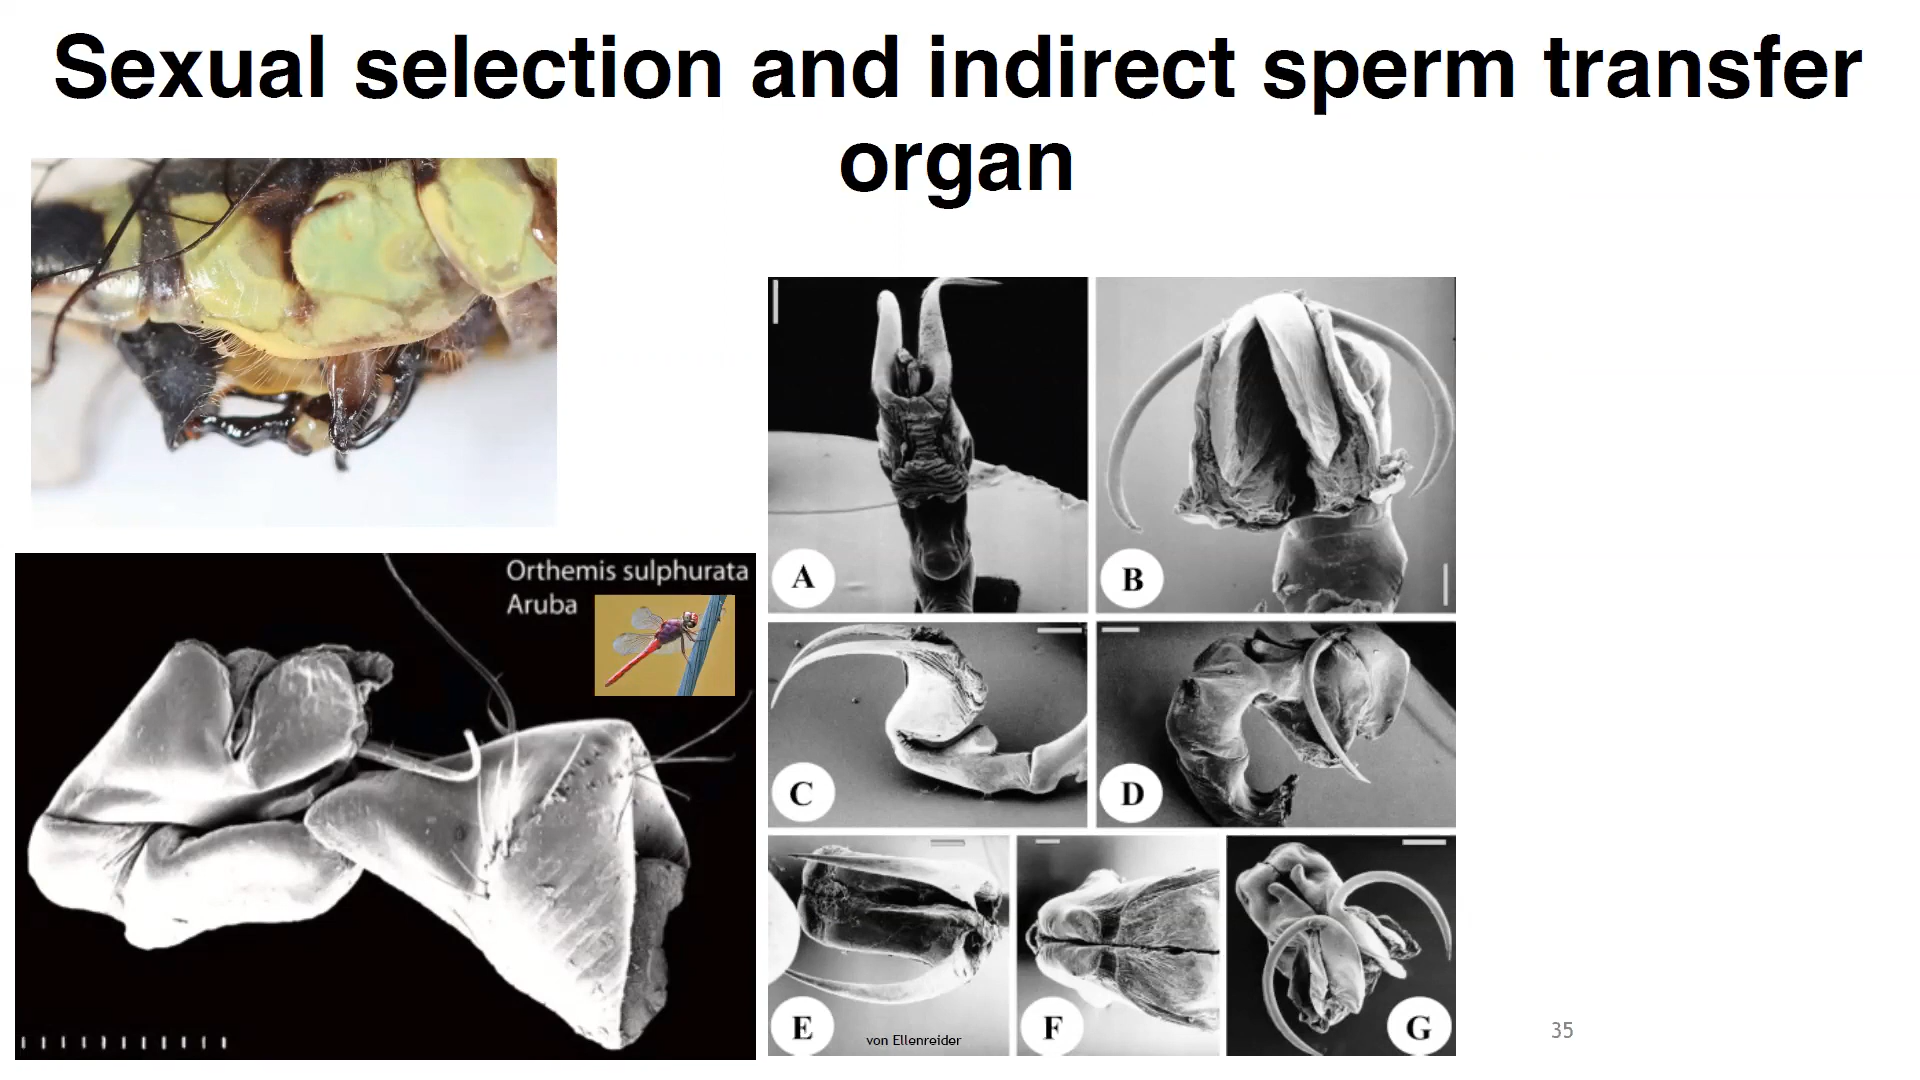 Sexual selection and indirect sperm transfer
organ
Orthemis sulphurata
Aruba
A
B
C
D
E
von Ellenreider
F
G
35